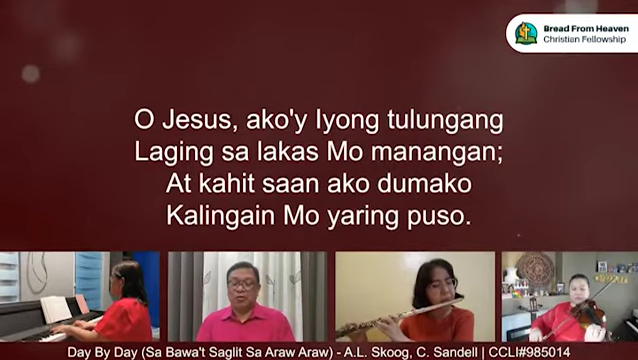 Bread From Heaven
Christian Fellowship
O Jesus, ako'y Iyong tulungang
Laging sa lakas Mo manangan;
At kahit saan ako dumako
Kalingain Mo yaring puso.
Day By Day (Sa Bawa't Saglit Sa Araw Araw) - A.L. Skoog, C. Sandell | CCLI#985014